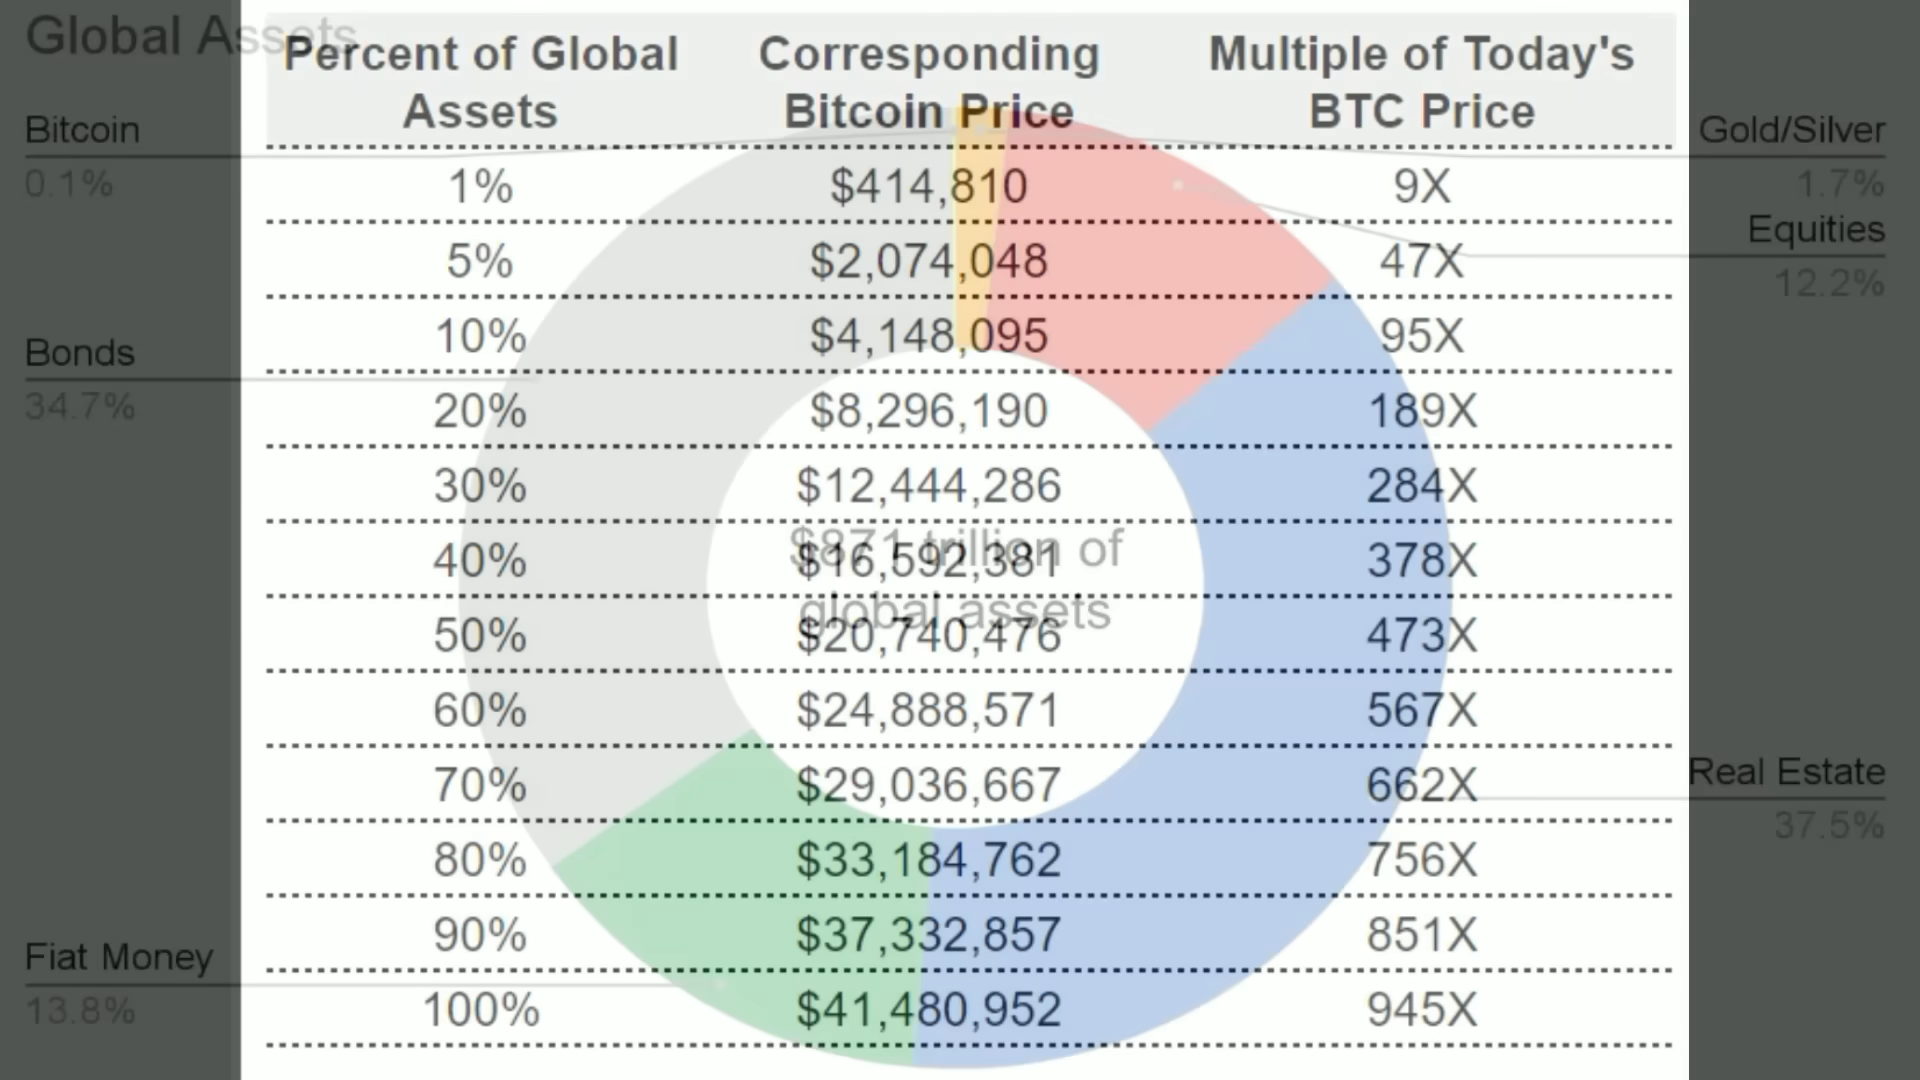 Global Assets
Percent of Global Assets
Corresponding Bitcoin Price
Multiple of Today's BTC Price
1% $414,810 9X
5% $2,074,048 47X
10% $4,148,095 95X
20% $8,296,190 189X
30% $12,444,286 284X
40% $16,592,381 378X
50% $20,740,476 473X
60% $24,888,571 567X
70% $29,036,667 662X
80% $33,184,762 756X
90% $37,332,857 851X
100% $41,480,952 945X
Bitcoin
0.1%
Bonds
34.7%
Fiat Money
13.8%
$871 trillion of
global assets
Gold/Silver
1.7%
Equities
12.2%
Real Estate
37.5%